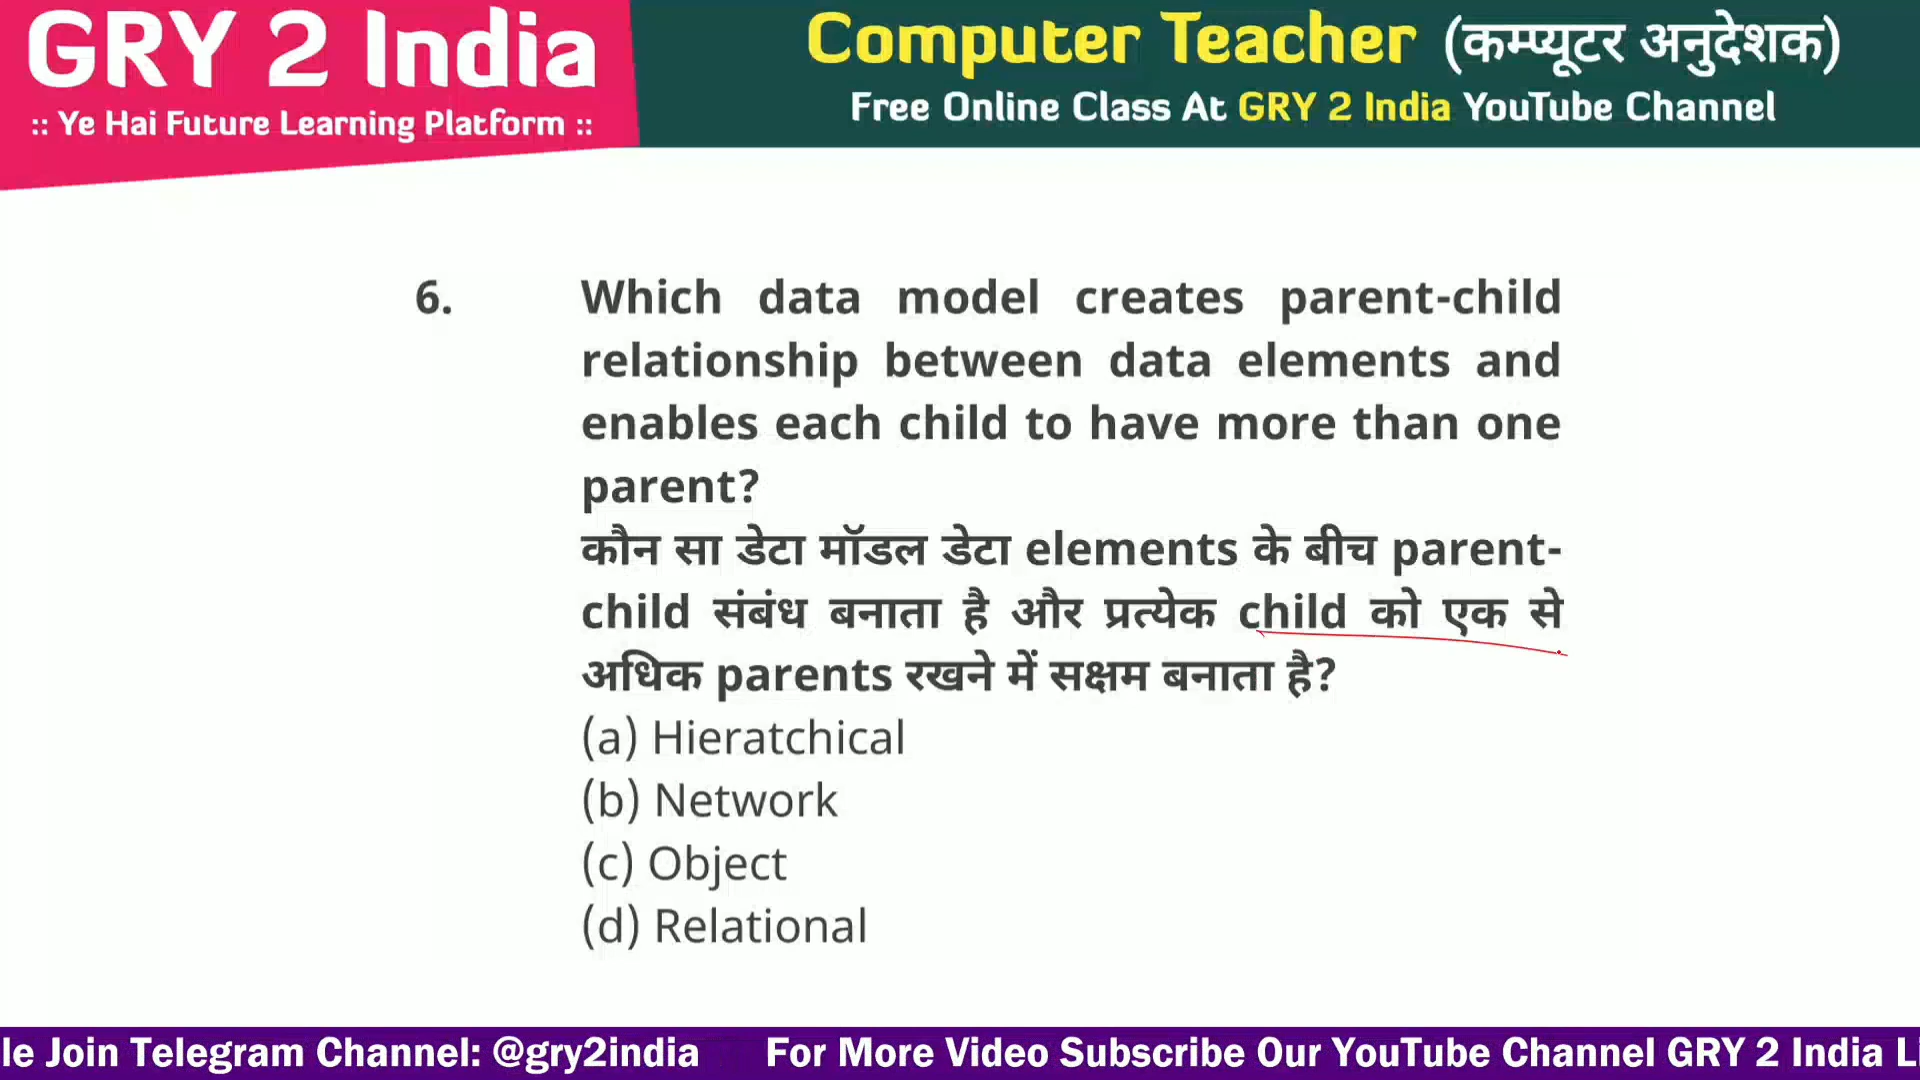 GRY 2 India
:: Ye Hai Future Learning Platform ::
Computer Teacher (कम्प्यूटर अनुदेशक)
Free Online Class At GRY 2 India YouTube Channel
6. Which data model creates parent-child
relationship between data elements and
enables each child to have more than one
parent?
कौन सा डेटा मॉडल डेटा elements के बीच parent-
child संबंध बनाता है और प्रत्येक child को एक से
अधिक parents रखने में सक्षम बनाता है?
(a) Hieratchical
(b) Network
(c) Object
(d) Relational
le Join Telegram Channel: @gry2india For More Video Subscribe Our YouTube Channel GRY 2 India Li